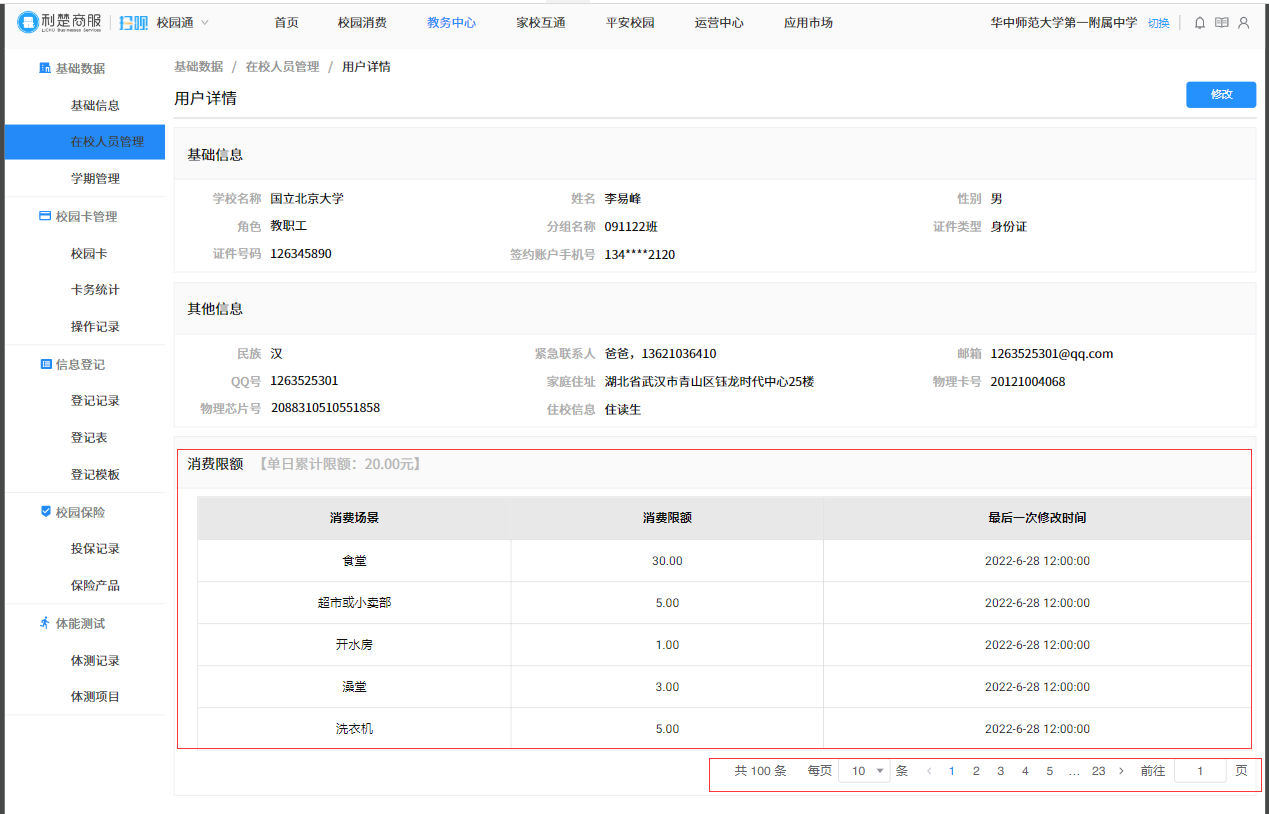 利楚商服 LICHU Businesses Services 扫呗 校园通 首页 校园消费 教务中心 家校互通 平安校园 运营中心 应用市场 华中师范大学第一附属中学 切换
基础数据
基础信息
在校人员管理
学期管理
校园卡管理
校园卡
卡务统计
操作记录
信息登记
登记记录
登记表
登记模板
校园保险
投保记录
保险产品
体能测试
体测记录
体测项目
基础数据 / 在校人员管理 / 用户详情
用户详情 修改
基础信息
学校名称 国立北京大学 姓名 李易峰 性别 男
角色 教职工 分组名称 091122班 证件类型 身份证
证件号码 126345890 签约账户手机号 134****2120
其他信息
民族 汉 紧急联系人 爸爸，13621036410 邮箱 1263525301@qq.com
QQ号 1263525301 家庭住址 湖北省武汉市青山区钰龙时代中心25楼 物理卡号 20121004068
物理芯片号 2088310510551858 住校信息 住读生
消费限额 【单日累计限额：20.00元】
消费场景 消费限额 最后一次修改时间
食堂 30.00 2022-6-28 12:00:00
超市或小卖部 5.00 2022-6-28 12:00:00
开水房 1.00 2022-6-28 12:00:00
澡堂 3.00 2022-6-28 12:00:00
洗衣机 5.00 2022-6-28 12:00:00
共 100 条 每页 10 条 < 1 2 3 4 5 ... 23 > 前往 1 页